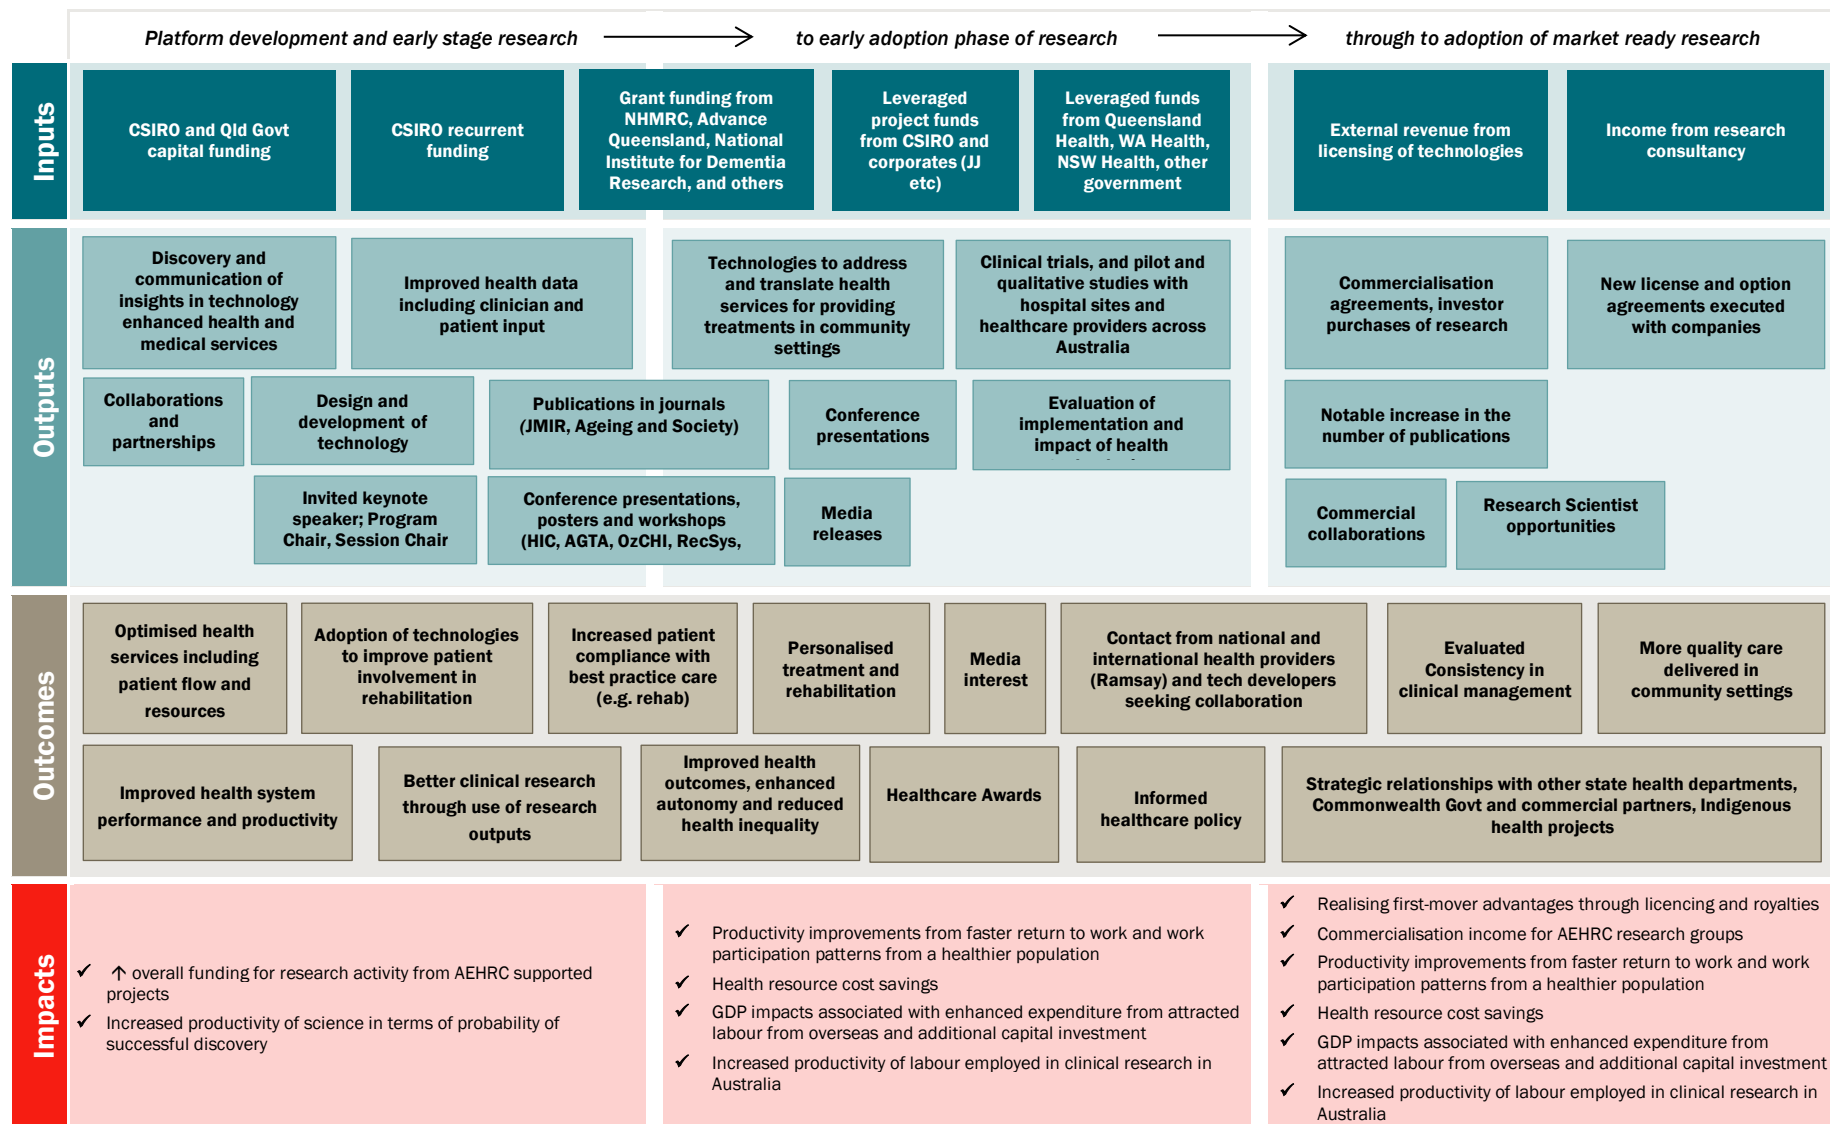 Platform development and early stage research
to early adoption phase of research
through to adoption of market ready research
Inputs
CSIRO and Qld Govt
capital funding
CSIRO recurrent
funding
Grant funding from
NHMRC, Advance
Queensland, National
Institute for Dementia
Research, and others
Leveraged
project funds
from CSIRO and
corporates (JJ
etc)
Leveraged funds
from Queensland
Health, WA Health,
NSW Health, other
government
External revenue from
licensing of technologies
Income from research
consultancy
Outputs
Discovery and
communication of
insights in technology
enhanced health and
medical services
Improved health data
including clinician and
patient input
Technologies to address
and translate health
services for providing
treatments in community
settings
Clinical trials, and pilot and
qualitative studies with
hospital sites and
healthcare providers across
Australia
Commercialisation
agreements, investor
purchases of research
New license and option
agreements executed
with companies
Collaborations
and
partnerships
Design and
development of
technology
Publications in journals
(JMIR, Ageing and Society)
Conference
presentations
Evaluation of
implementation and
impact of health
Notable increase in the
number of publications
Invited keynote
speaker; Program
Chair, Session Chair
Conference presentations,
posters and workshops
(HIC, AGTA, OzCHI, RecSys,
Media
releases
Commercial
collaborations
Research Scientist
opportunities
Outcomes
Optimised health
services including
patient flow and
resources
Adoption of technologies
to improve patient
involvement in
rehabilitation
Increased patient
compliance with
best practice care
(e.g. rehab)
Personalised
treatment and
rehabilitation
Media
interest
Contact from national and
international health providers
(Ramsay) and tech developers
seeking collaboration
Evaluated
Consistency in
clinical management
More quality care
delivered in
community settings
Improved health system
performance and productivity
Better clinical research
through use of research
outputs
Improved health
outcomes, enhanced
autonomy and reduced
health inequality
Healthcare Awards
Informed
healthcare policy
Strategic relationships with other state health departments,
Commonwealth Govt and commercial partners, Indigenous
health projects
Impacts
✓ ↑ overall funding for research activity from AEHRC supported
projects
✓ Increased productivity of science in terms of probability of
successful discovery
✓ Productivity improvements from faster return to work and work
participation patterns from a healthier population
✓ Health resource cost savings
✓ GDP impacts associated with enhanced expenditure from attracted
labour from overseas and additional capital investment
✓ Increased productivity of labour employed in clinical research in
Australia
✓ Realising first-mover advantages through licencing and royalties
✓ Commercialisation income for AEHRC research groups
✓ Productivity improvements from faster return to work and work
participation patterns from a healthier population
✓ Health resource cost savings
✓ GDP impacts associated with enhanced expenditure from
attracted labour from overseas and additional capital investment
✓ Increased productivity of labour employed in clinical research in
Australia